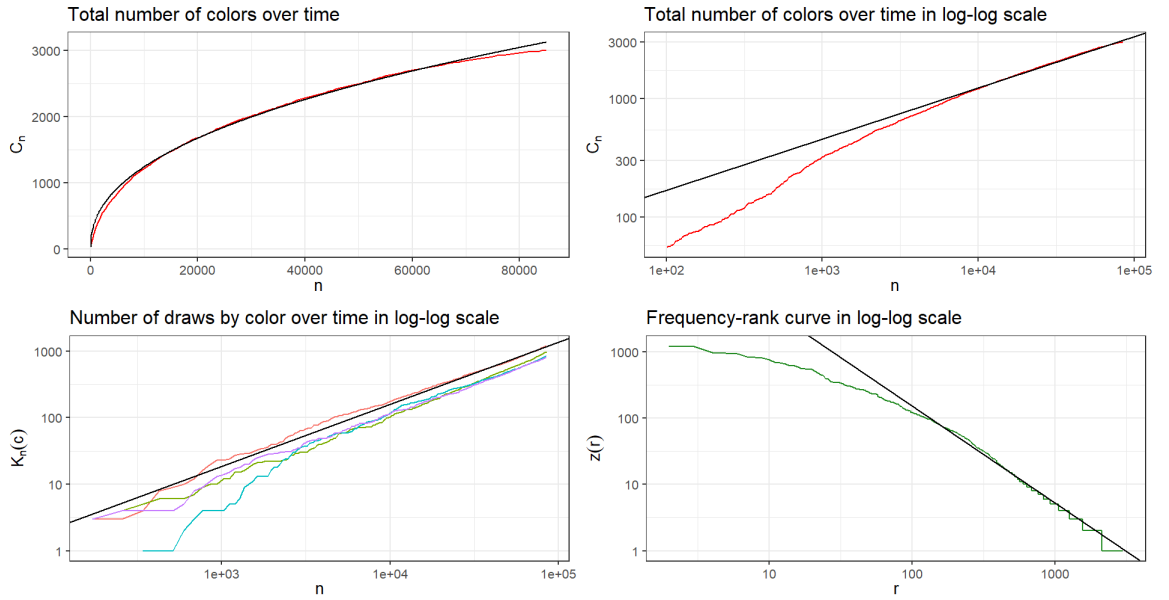 Total number of colors over time
3000
2000
1000
0
Cn
0 20000 40000 60000 80000
n
Total number of colors over time in log-log scale
3000
1000
300
100
Cn
1e+02 1e+03 1e+04 1e+05
n
Number of draws by color over time in log-log scale
1000
100
10
1
Kn(c)
1e+03 1e+04 1e+05
n
Frequency-rank curve in log-log scale
1000
100
10
1
z(r)
10 100 1000
r